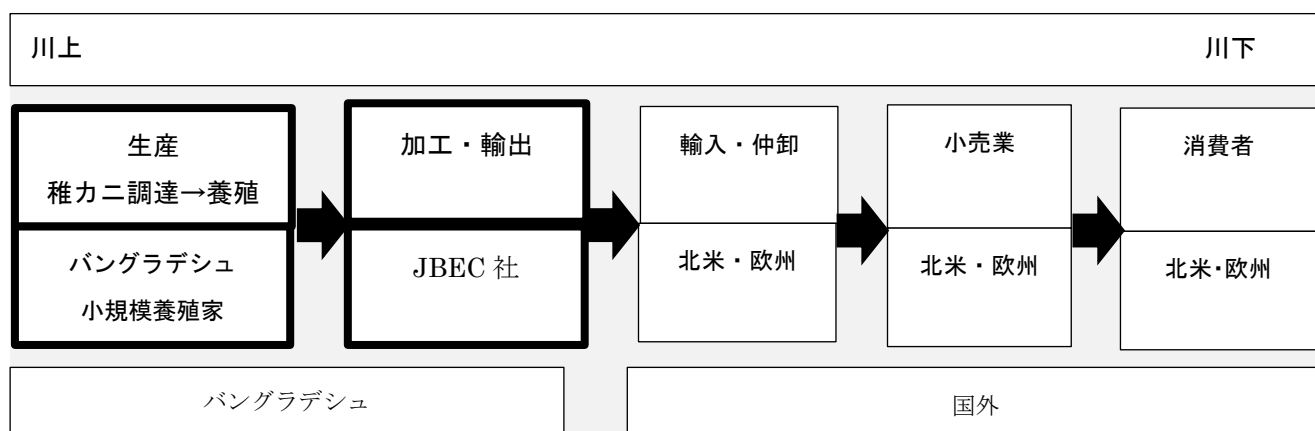 川上 川下
生産
稚カニ調達→養殖
バングラデシュ
小規模養殖家
加工・輸出
JBEC 社
輸入・仲卸
北米・欧州
小売業
北米・欧州
消費者
北米・欧州
バングラデシュ
国外